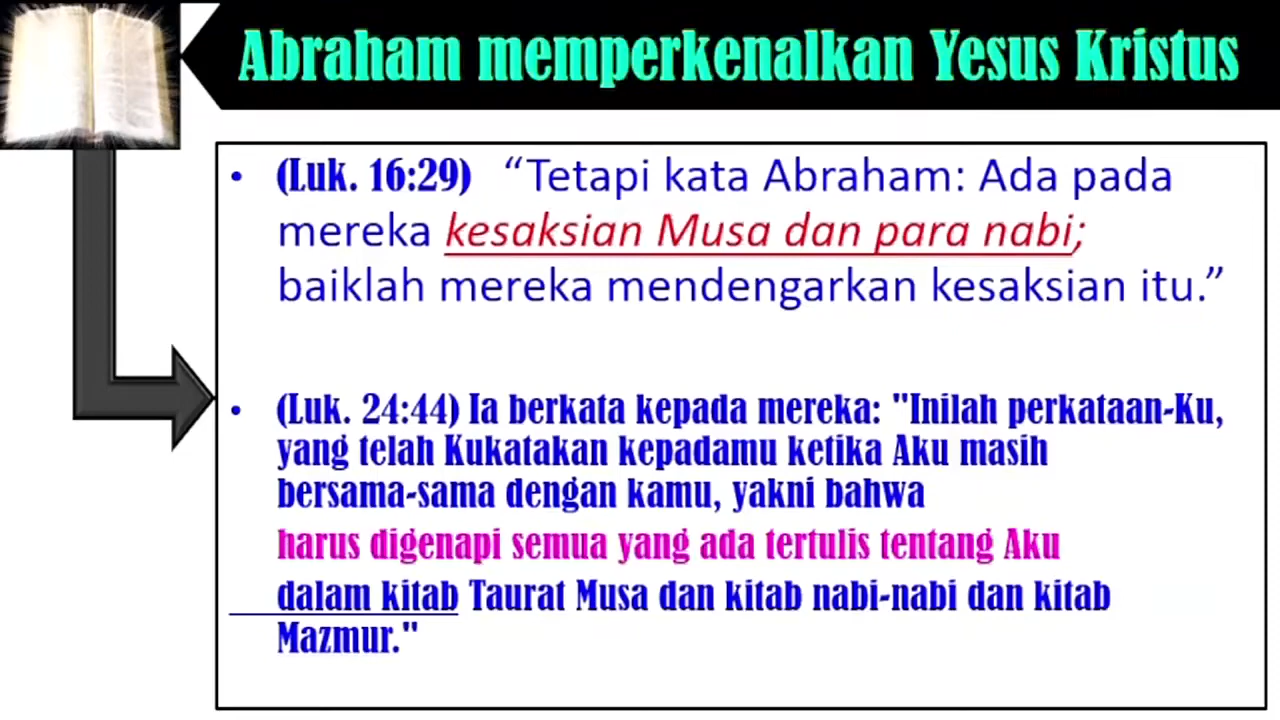 Abraham memperkenalkan Yesus Kristus
• (Luk. 16:29) “Tetapi kata Abraham: Ada pada
mereka kesaksian Musa dan para nabi;
baiklah mereka mendengarkan kesaksian itu.”
• (Luk. 24:44) Ia berkata kepada mereka: "Inilah perkataan-Ku,
yang telah Kukatakan kepadamu ketika Aku masih
bersama-sama dengan kamu, yakni bahwa
harus digenapi semua yang ada tertulis tentang Aku
dalam kitab Taurat Musa dan kitab nabi-nabi dan kitab
Mazmur."